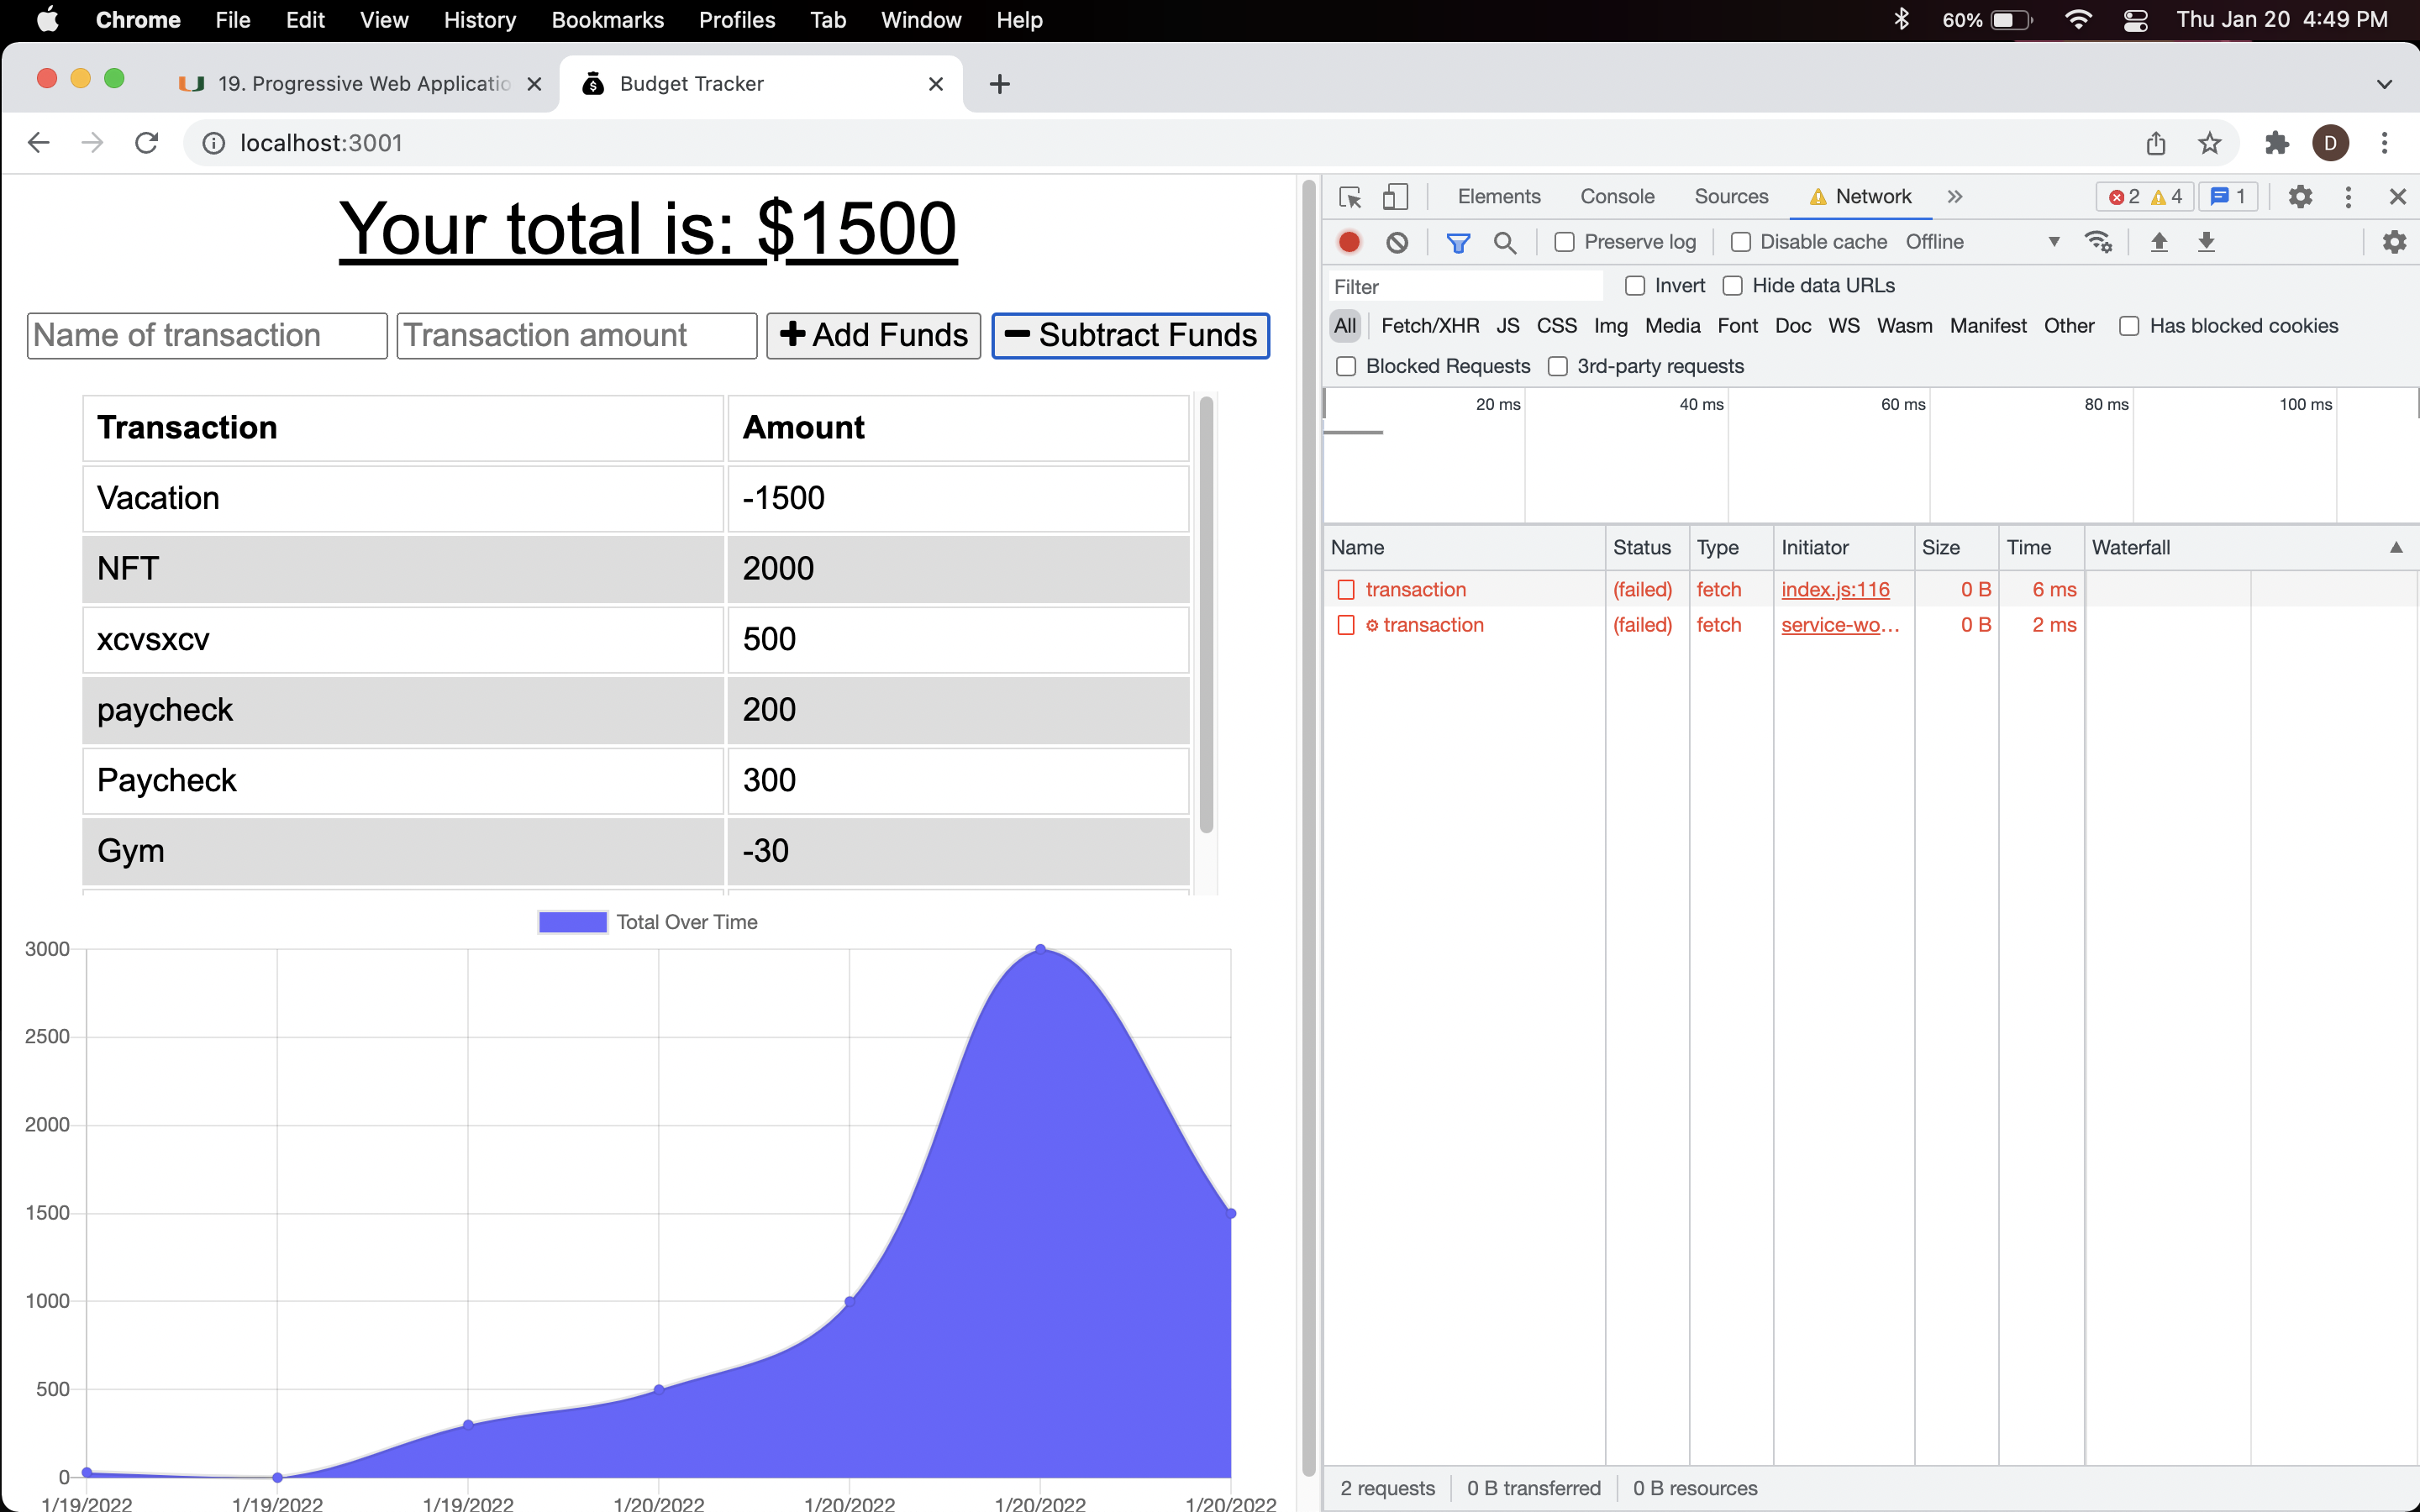 Chrome File Edit View History Bookmarks Profiles Tab Window Help 60% Thu Jan 20 4:49 PM
19. Progressive Web Applicatio Budget Tracker
localhost:3001 D
Your total is: $1500
Name of transaction Transaction amount Add Funds Subtract Funds
Transaction Amount
Vacation -1500
NFT 2000
xcvsxcv 500
paycheck 200
Paycheck 300
Gym -30
Total Over Time
3000
2500
2000
1500
1000
500
0
1/19/2022 1/19/2022 1/19/2022 1/20/2022 1/20/2022 1/20/2022 1/20/2022
Elements Console Sources Network 2 4 1
Preserve log Disable cache Offline
Filter Invert Hide data URLs
All Fetch/XHR JS CSS Img Media Font Doc WS Wasm Manifest Other Has blocked cookies
Blocked Requests 3rd-party requests
20 ms 40 ms 60 ms 80 ms 100 ms
Name Status Type Initiator Size Time Waterfall
transaction (failed) fetch index.js:116 0 B 6 ms
transaction (failed) fetch service-wo... 0 B 2 ms
2 requests 0 B transferred 0 B resources